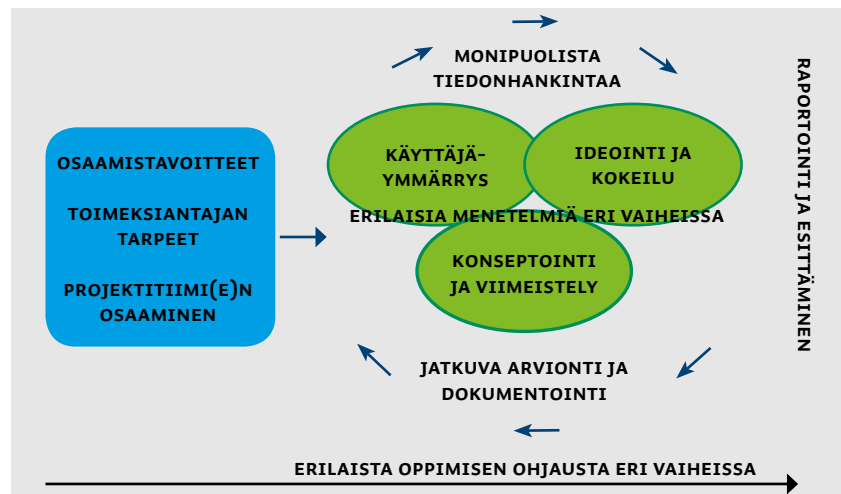 MONIPUOLISTA
TIEDONHANKINTAA
OSAAMISTAVOITTEET
TOIMEKSIANTAJAN
TARPEET
PROJEKTITIIMI(E)N
OSAAMINEN
KÄYTTÄJÄ-
YMMÄRRYS
IDEOINTI JA
KOKEILU
ERILAISIA MENETELMIÄ ERI VAIHEISSA
KONSEPTOINTI
JA VIIMEISTELY
JATKUVA ARVIONTI JA
DOKUMENTOINTI
RAPORTOINTI JA ESITTÄMINEN
ERILAISTA OPPIMISEN OHJAUSTA ERI VAIHEISSA